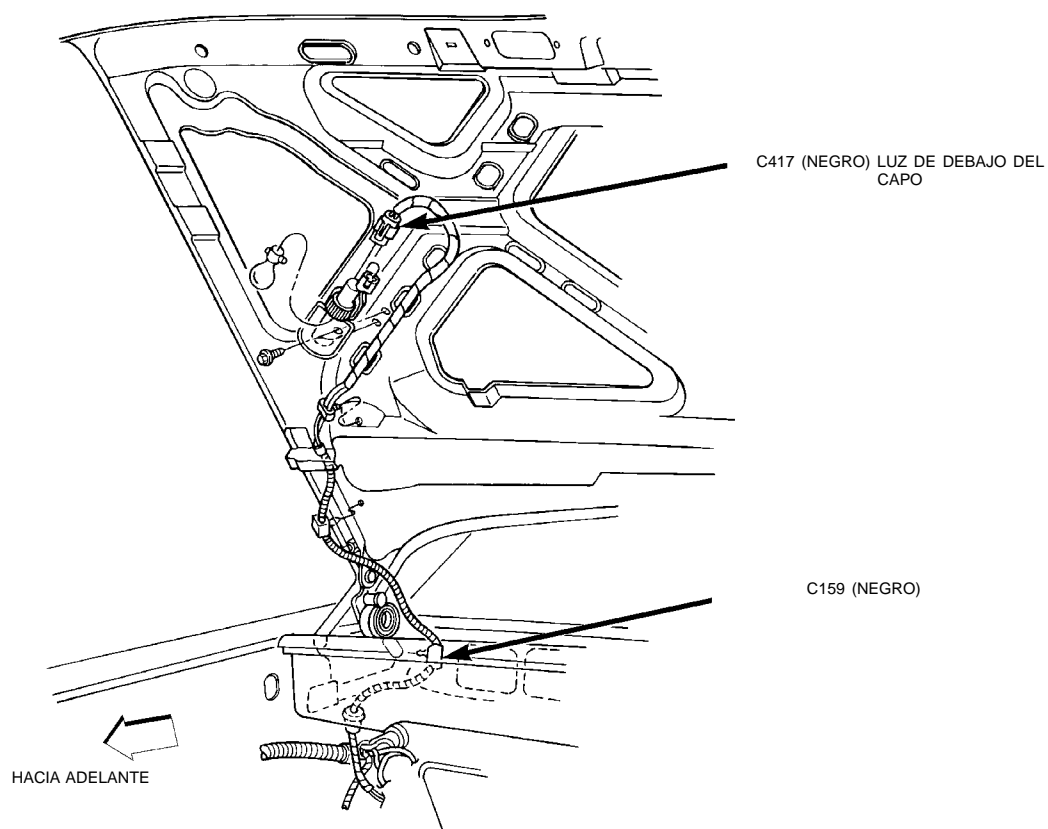 C417 (NEGRO) LUZ DE DEBAJO DEL
CAPO
C159 (NEGRO)
HACIA ADELANTE